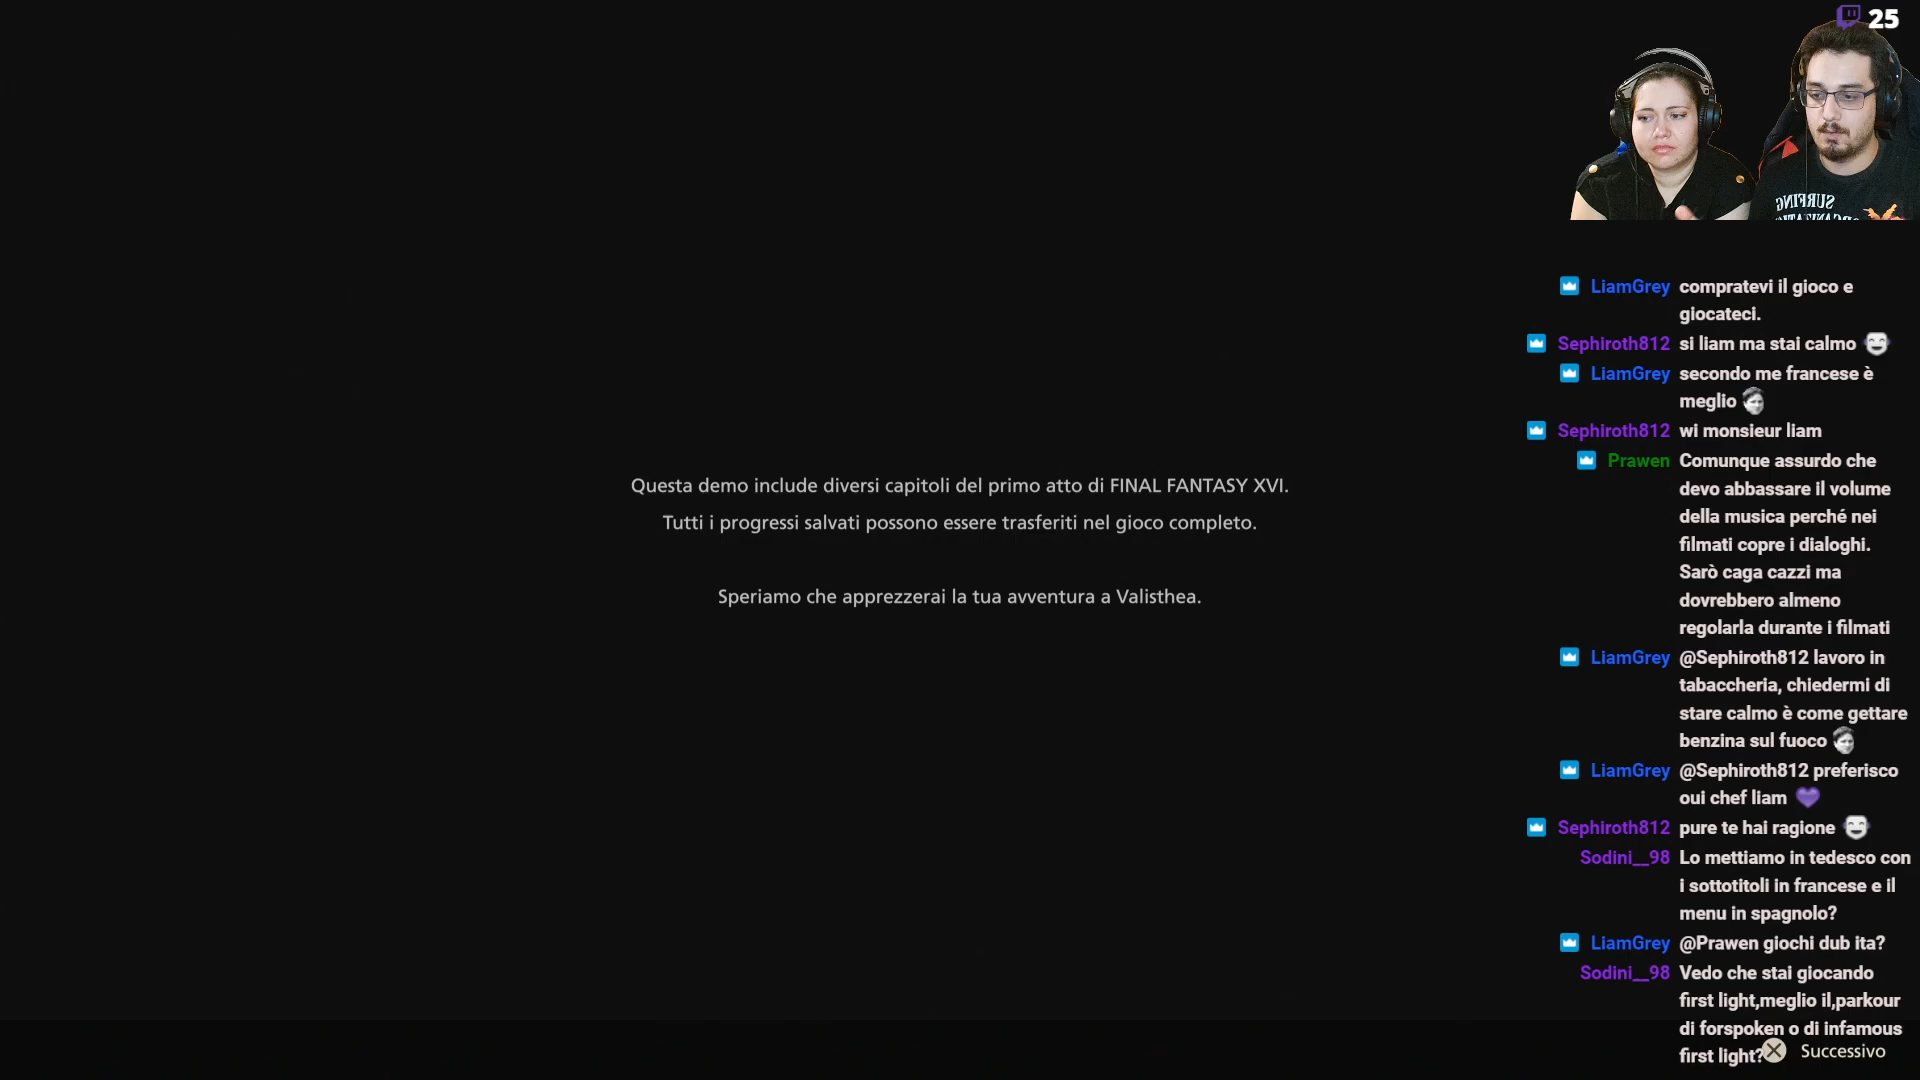 25
SURFING
LiamGrey compratevi il gioco e
giocateci.
Sephiroth812 si liam ma stai calmo
LiamGrey secondo me francese è
meglio
Sephiroth812 wi monsieur liam
Prawen Comunque assurdo che
devo abbassare il volume
della musica perché nei
filmati copre i dialoghi.
Sarò caga cazzi ma
dovrebbero almeno
regolarla durante i filmati
LiamGrey @Sephiroth812 lavoro in
tabaccheria, chiedermi di
stare calmo è come gettare
benzina sul fuoco
LiamGrey @Sephiroth812 preferisco
oui chef liam
Sephiroth812 pure te hai ragione
Sodini__98 Lo mettiamo in tedesco con
i sottotitoli in francese e il
menu in spagnolo?
LiamGrey @Prawen giochi dub ita?
Sodini__98 Vedo che stai giocando
first light,meglio il,parkour
di forspoken o di infamous
first light?
Questa demo include diversi capitoli del primo atto di FINAL FANTASY XVI.
Tutti i progressi salvati possono essere trasferiti nel gioco completo.
Speriamo che apprezzerai la tua avventura a Valisthea.
Successivo